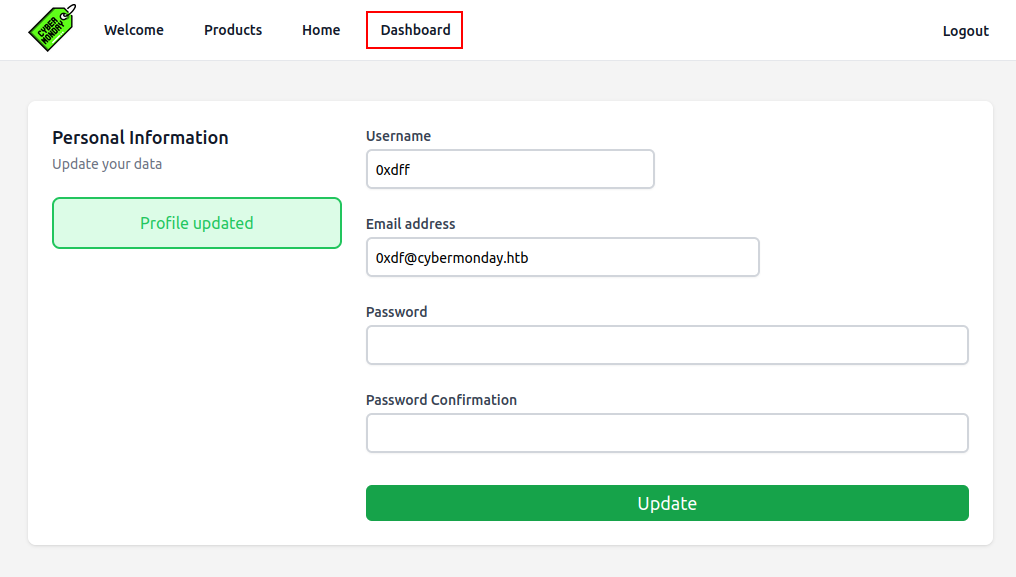 CYBER
MONDAY
Welcome
Products
Home
Dashboard
Logout
Personal Information
Update your data
Profile updated
Username
0xdff
Email address
0xdf@cybermonday.htb
Password
Password Confirmation
Update